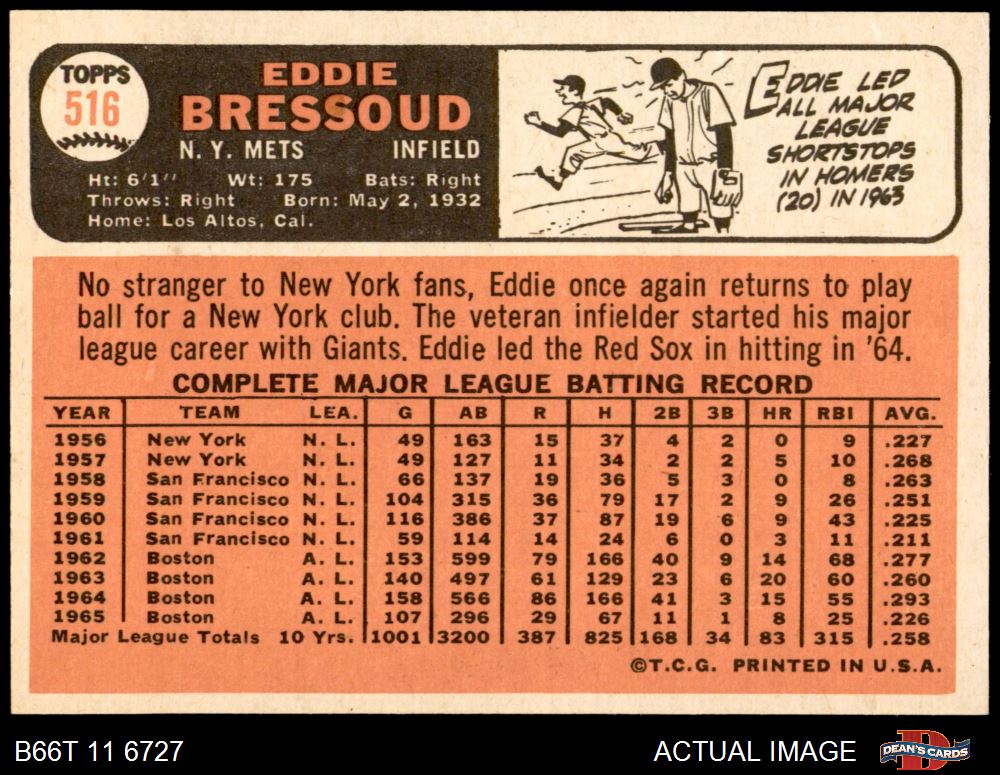 TOPPS
516
EDDIE
BRESSOUD
N. Y. METS INFIELD
Ht: 6'1" Wt: 175 Bats: Right
Throws: Right Born: May 2, 1932
Home: Los Altos, Cal.
EDDIE LED
ALL MAJOR
LEAGUE
SHORTSTOPS
IN HOMERS
(20) IN 1963
No stranger to New York fans, Eddie once again returns to play
ball for a New York club. The veteran infielder started his major
league career with Giants. Eddie led the Red Sox in hitting in '64.
COMPLETE MAJOR LEAGUE BATTING RECORD
YEAR TEAM LEA. G AB R H 2B 3B HR RBI AVG.
1956 New York N. L. 49 163 15 37 4 2 0 9 .227
1957 New York N. L. 49 127 11 34 2 2 5 10 .268
1958 San Francisco N. L. 66 137 19 36 5 3 0 8 .263
1959 San Francisco N. L. 104 315 36 79 17 2 9 26 .251
1960 San Francisco N. L. 116 386 37 87 19 6 9 43 .225
1961 San Francisco N. L. 59 114 14 24 6 0 3 11 .211
1962 Boston A. L. 153 599 79 166 40 9 14 68 .277
1963 Boston A. L. 140 497 61 129 23 6 20 60 .260
1964 Boston A. L. 158 566 86 166 41 3 15 55 .293
1965 Boston A. L. 107 296 29 67 11 1 8 25 .226
Major League Totals 10 Yrs. 1001 3200 387 825 168 34 83 315 .258
©T.C.G. PRINTED IN U.S.A.
B66T 11 6727 ACTUAL IMAGE DEAN'S CARDS